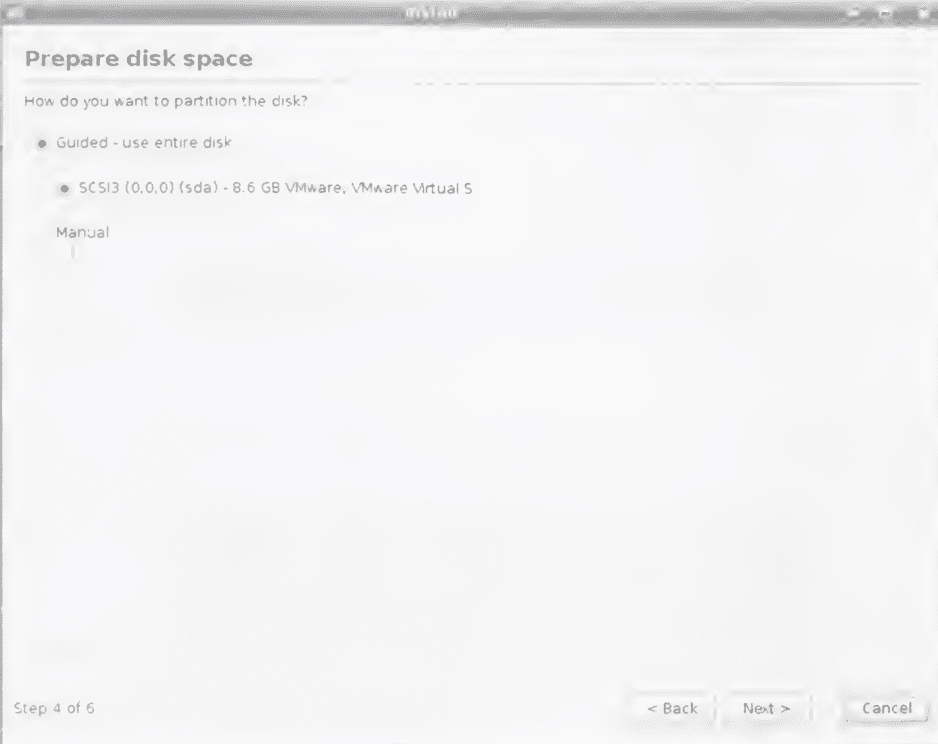 Install
Prepare disk space
How do you want to partition the disk?
Guided - use entire disk
SCSI3 (0,0,0) (sda) - 8.6 GB VMware, VMware Virtual S
Manual
Step 4 of 6
< Back
Next >
Cancel